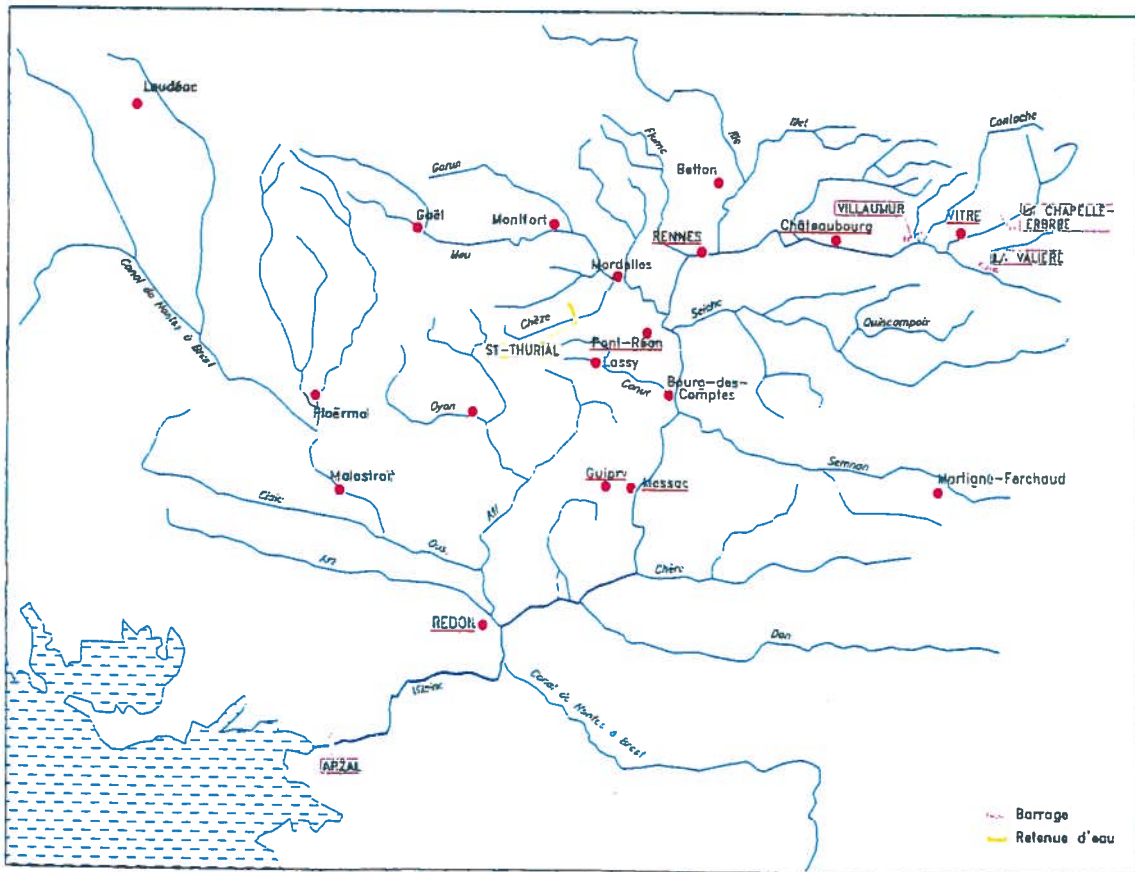 Loudéac
Canal de Nantes à Brest
Garun
Gaël
Montfort
Meu
Mordelles
Chèze
ST-THURIAL
Flume
Ille
Betton
Illet
RENNES
Châteaubourg
VILLAUMUR
VITRE
Cantache
LA CHAPELLE-
ERBREE
LA VALIERE
Seiche
Quincampoix
Pont-Réan
Lassy
Canut
Bourg-des-
Comptes
Ploërmel
Oyon
Malestroit
Claie
Arz
Oust
Aff
Guipry
Messac
Semnon
Martigné-Ferchaud
Chère
Don
REDON
Vilaine
Canal de Nantes à Brest
ARZAL
Barrage
Retenue d'eau